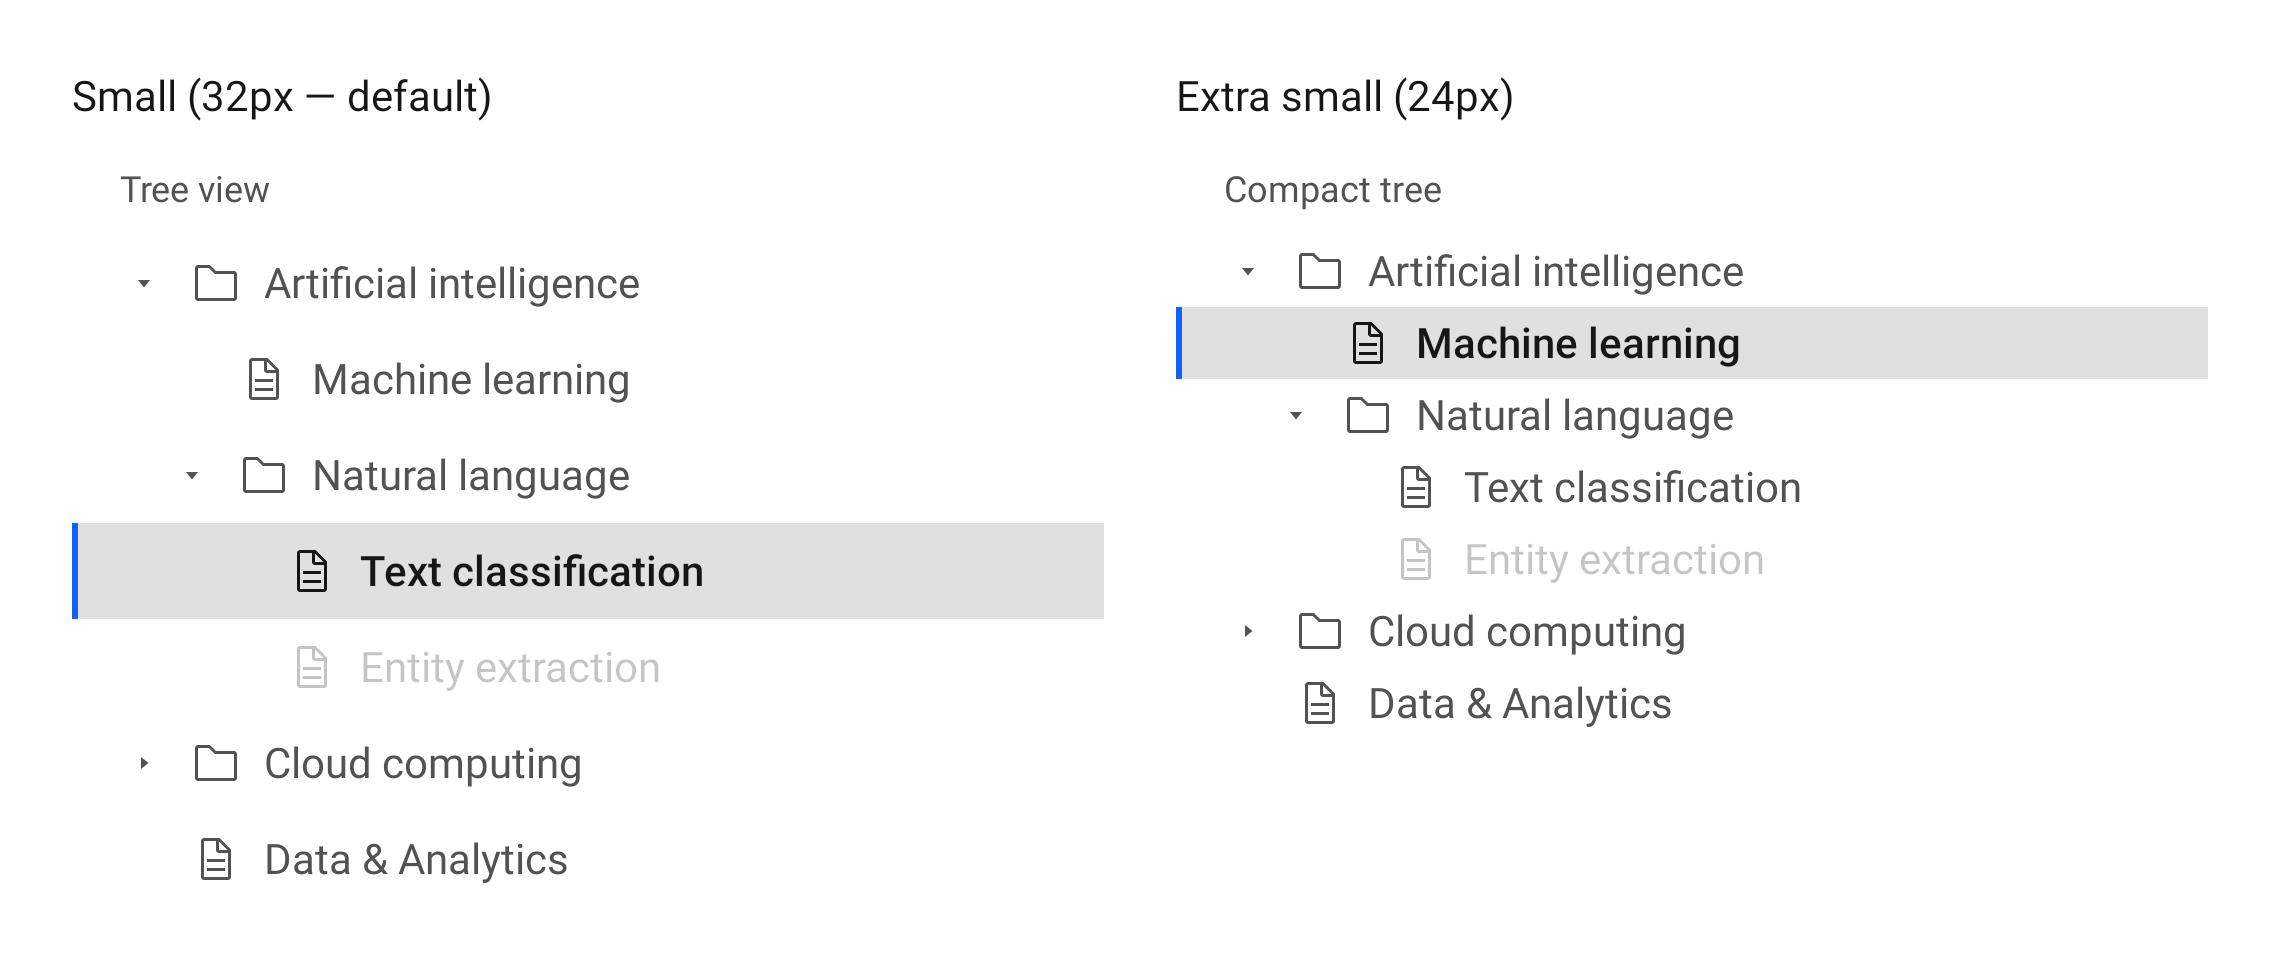 Small (32px — default)
Tree view
Artificial intelligence
Machine learning
Natural language
Text classification
Entity extraction
Cloud computing
Data & Analytics
Extra small (24px)
Compact tree
Artificial intelligence
Machine learning
Natural language
Text classification
Entity extraction
Cloud computing
Data & Analytics